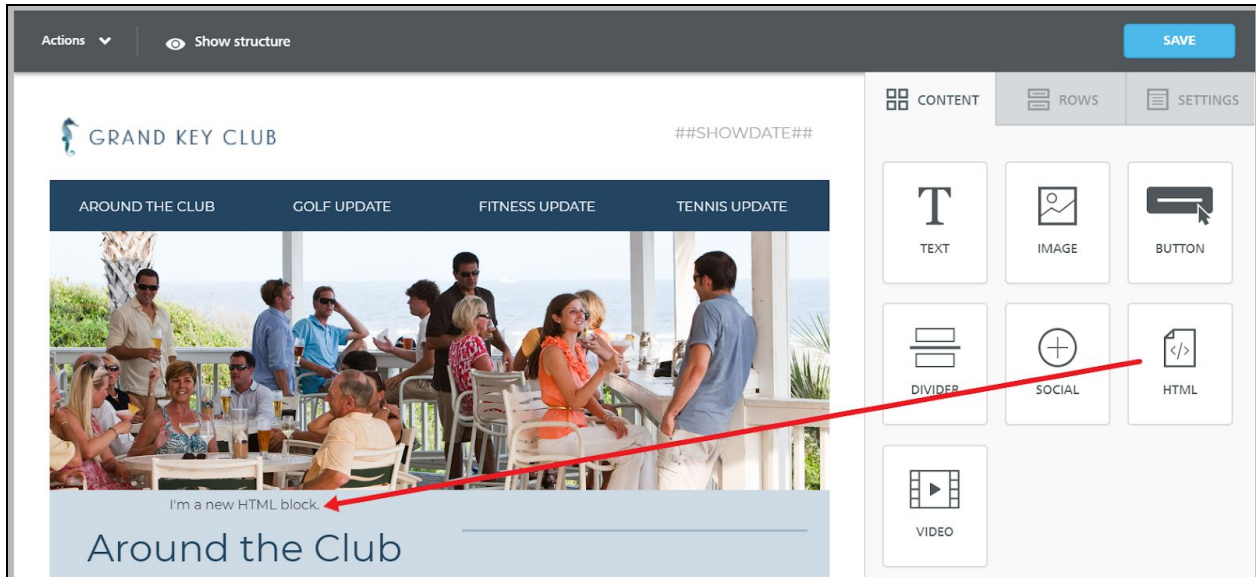 Actions
Show structure
SAVE
CONTENT
ROWS
SETTINGS
GRAND KEY CLUB
##SHOWDATE##
AROUND THE CLUB
GOLF UPDATE
FITNESS UPDATE
TENNIS UPDATE
TEXT
IMAGE
BUTTON
DIVIDER
SOCIAL
HTML
VIDEO
I'm a new HTML block.
Around the Club